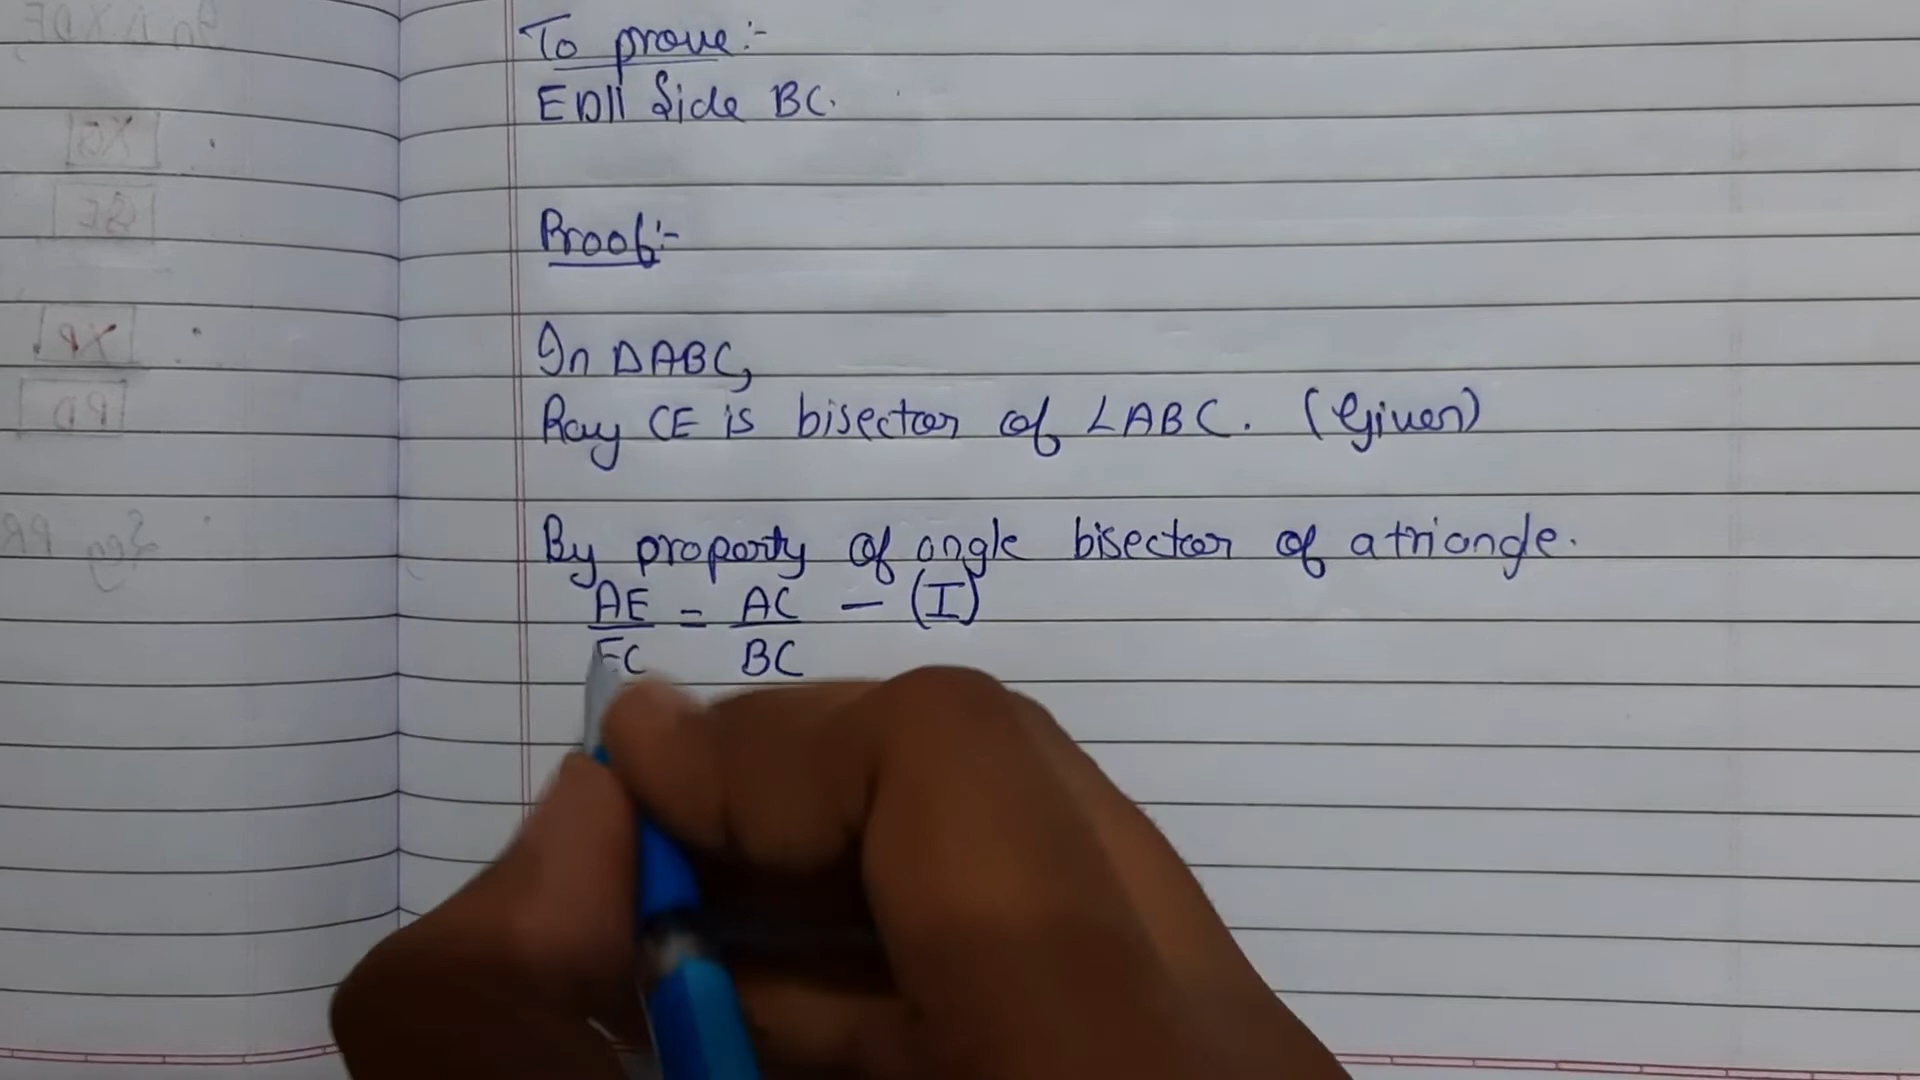 To prove:-
ED|| Side BC.
Proof:-
In ΔABC,
Ray CE is bisector of ∠ABC. (Given)
By property of angle bisector of a triangle.
AE = AC — (I)
EC BC